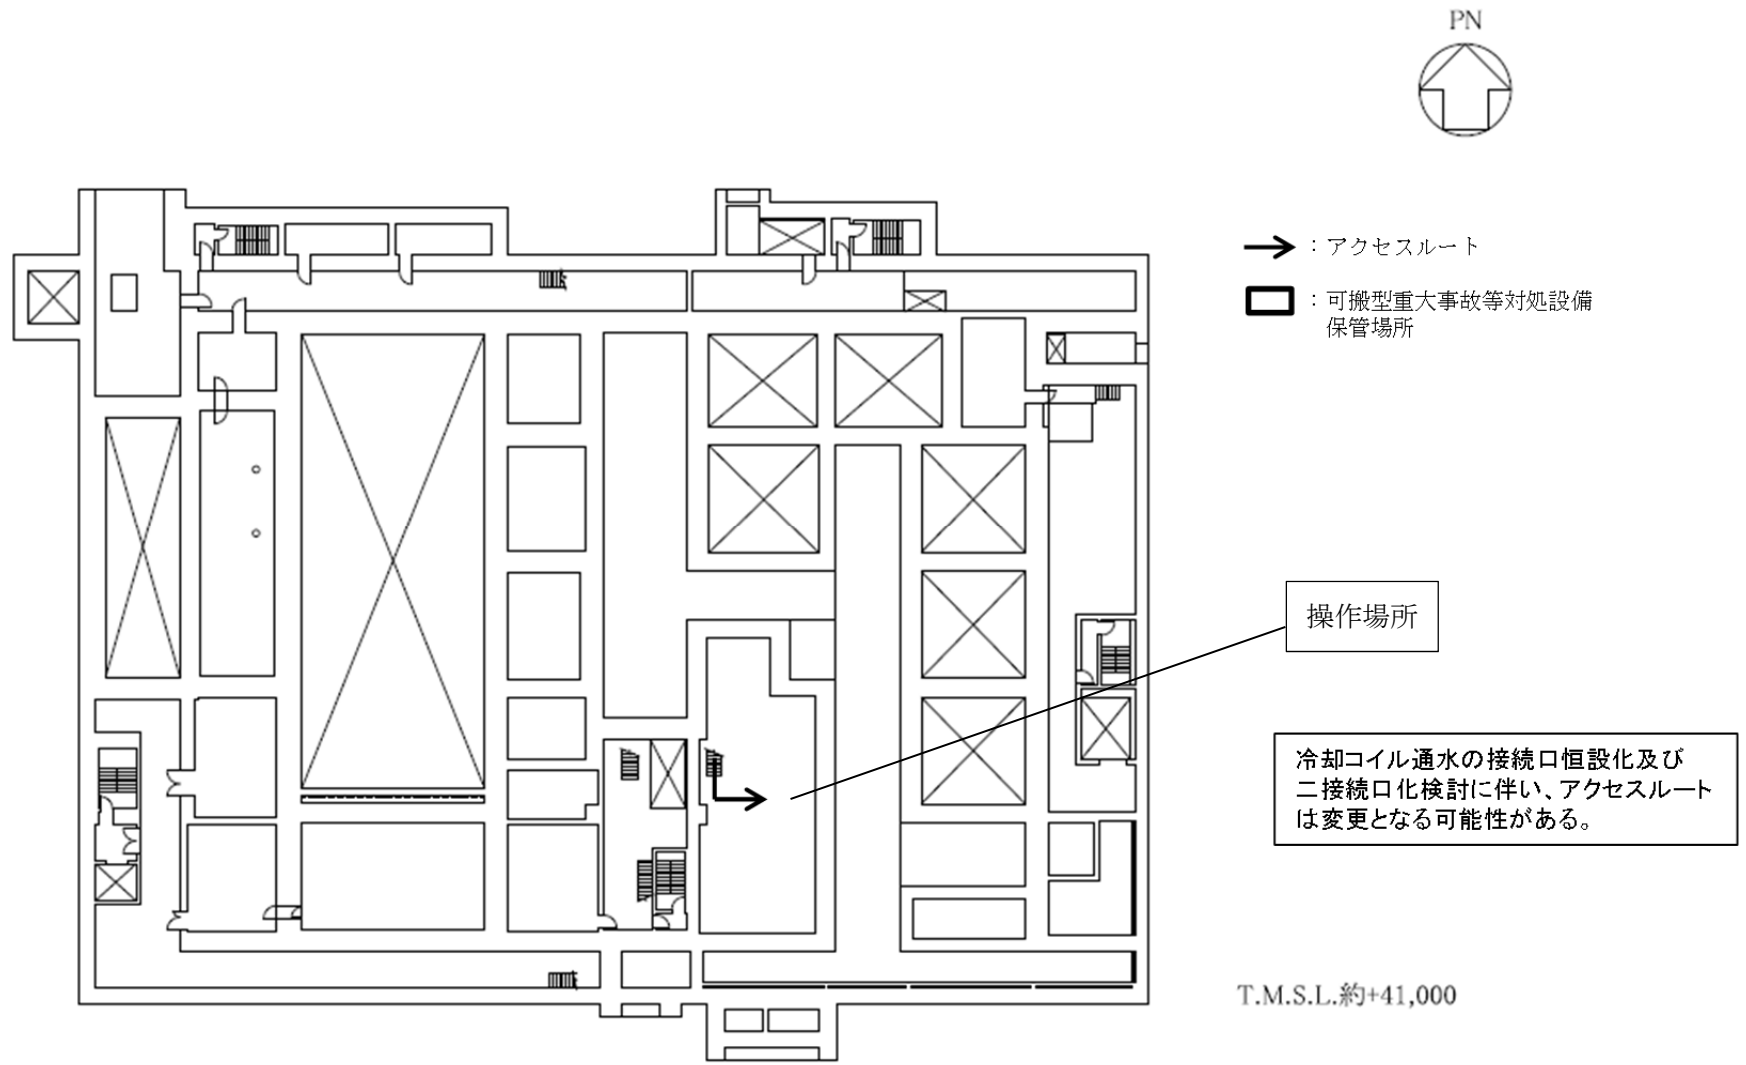 PN
：アクセスルート
：可搬型重大事故等対処設備
保管場所
操作場所
冷却コイル通水の接続口恒設化及び
二接続口化検討に伴い、アクセスルート
は変更となる可能性がある。
T.M.S.L.約+41,000